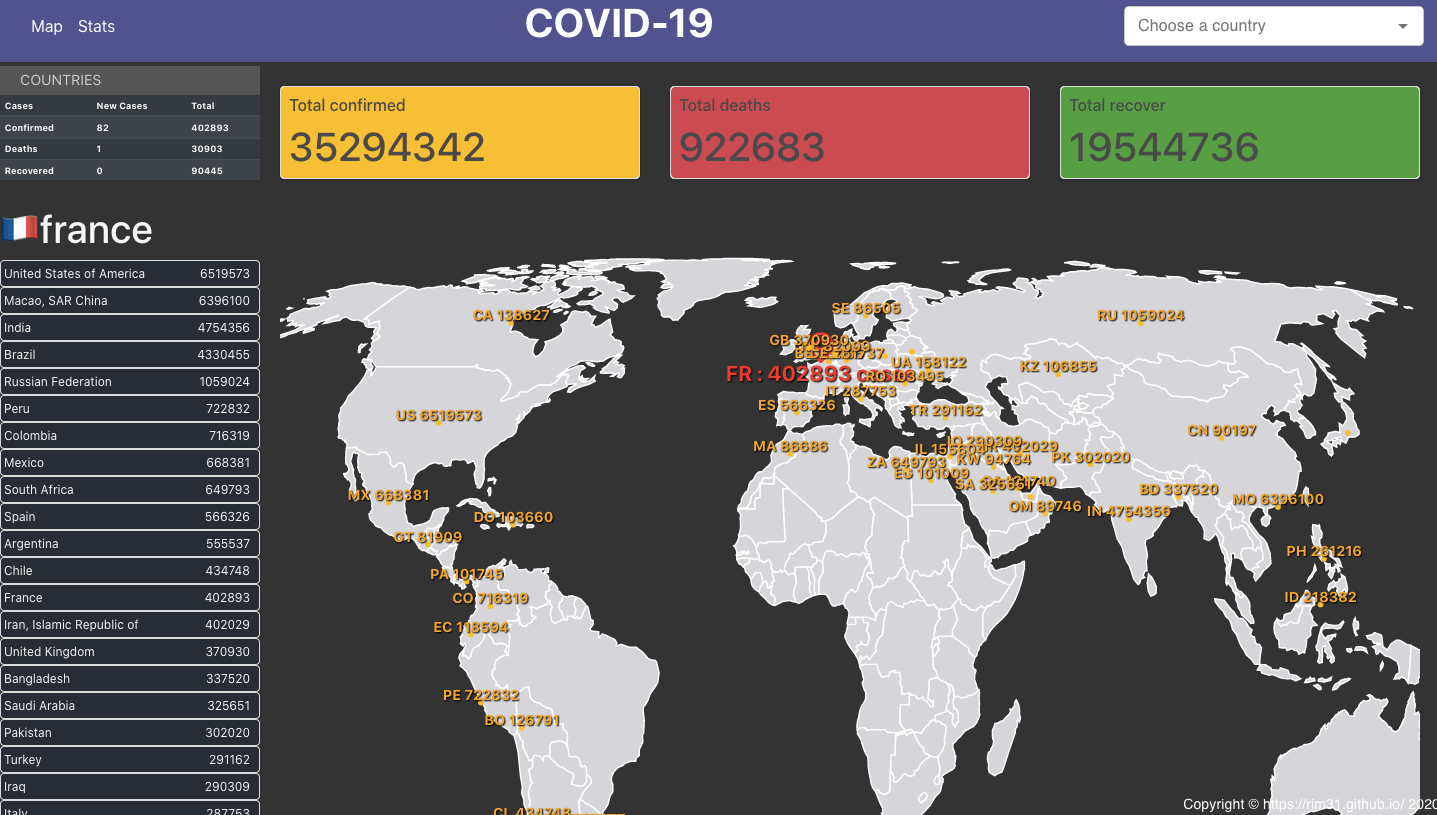 Map Stats
COVID-19
Choose a country
COUNTRIES
Cases New Cases Total
Confirmed 82 402893
Deaths 1 30903
Recovered 0 90445
Total confirmed
35294342
Total deaths
922683
Total recover
19544736
france
United States of America 6519573
Macao, SAR China 6396100
India 4754356
Brazil 4330455
Russian Federation 1059024
Peru 722832
Colombia 716319
Mexico 668381
South Africa 649793
Spain 566326
Argentina 555537
Chile 434748
France 402893
Iran, Islamic Republic of 402029
United Kingdom 370930
Bangladesh 337520
Saudi Arabia 325651
Pakistan 302020
Turkey 291162
Iraq 290309
Italy 287753
CA 138627
SE 86505
RU 1059024
GB 370930
UA 158122
KZ 106855
FR : 402893
IT 287753
ES 566326
US 6519573
TR 291162
CN 90197
MA 86686
IQ 290309
IL 155604
402029
KW 94764
PK 302020
ZA 649793
EG 101009
SA 325651
MX 668381
BD 337520
MO 6396100
OM 89746
IN 4754356
DO 103660
GT 81909
PH 261216
PA 101745
CO 716319
ID 218382
EC 118594
PE 722832
BO 126791
CL 434748
Copyright © https://rim31.github.io/ 2020